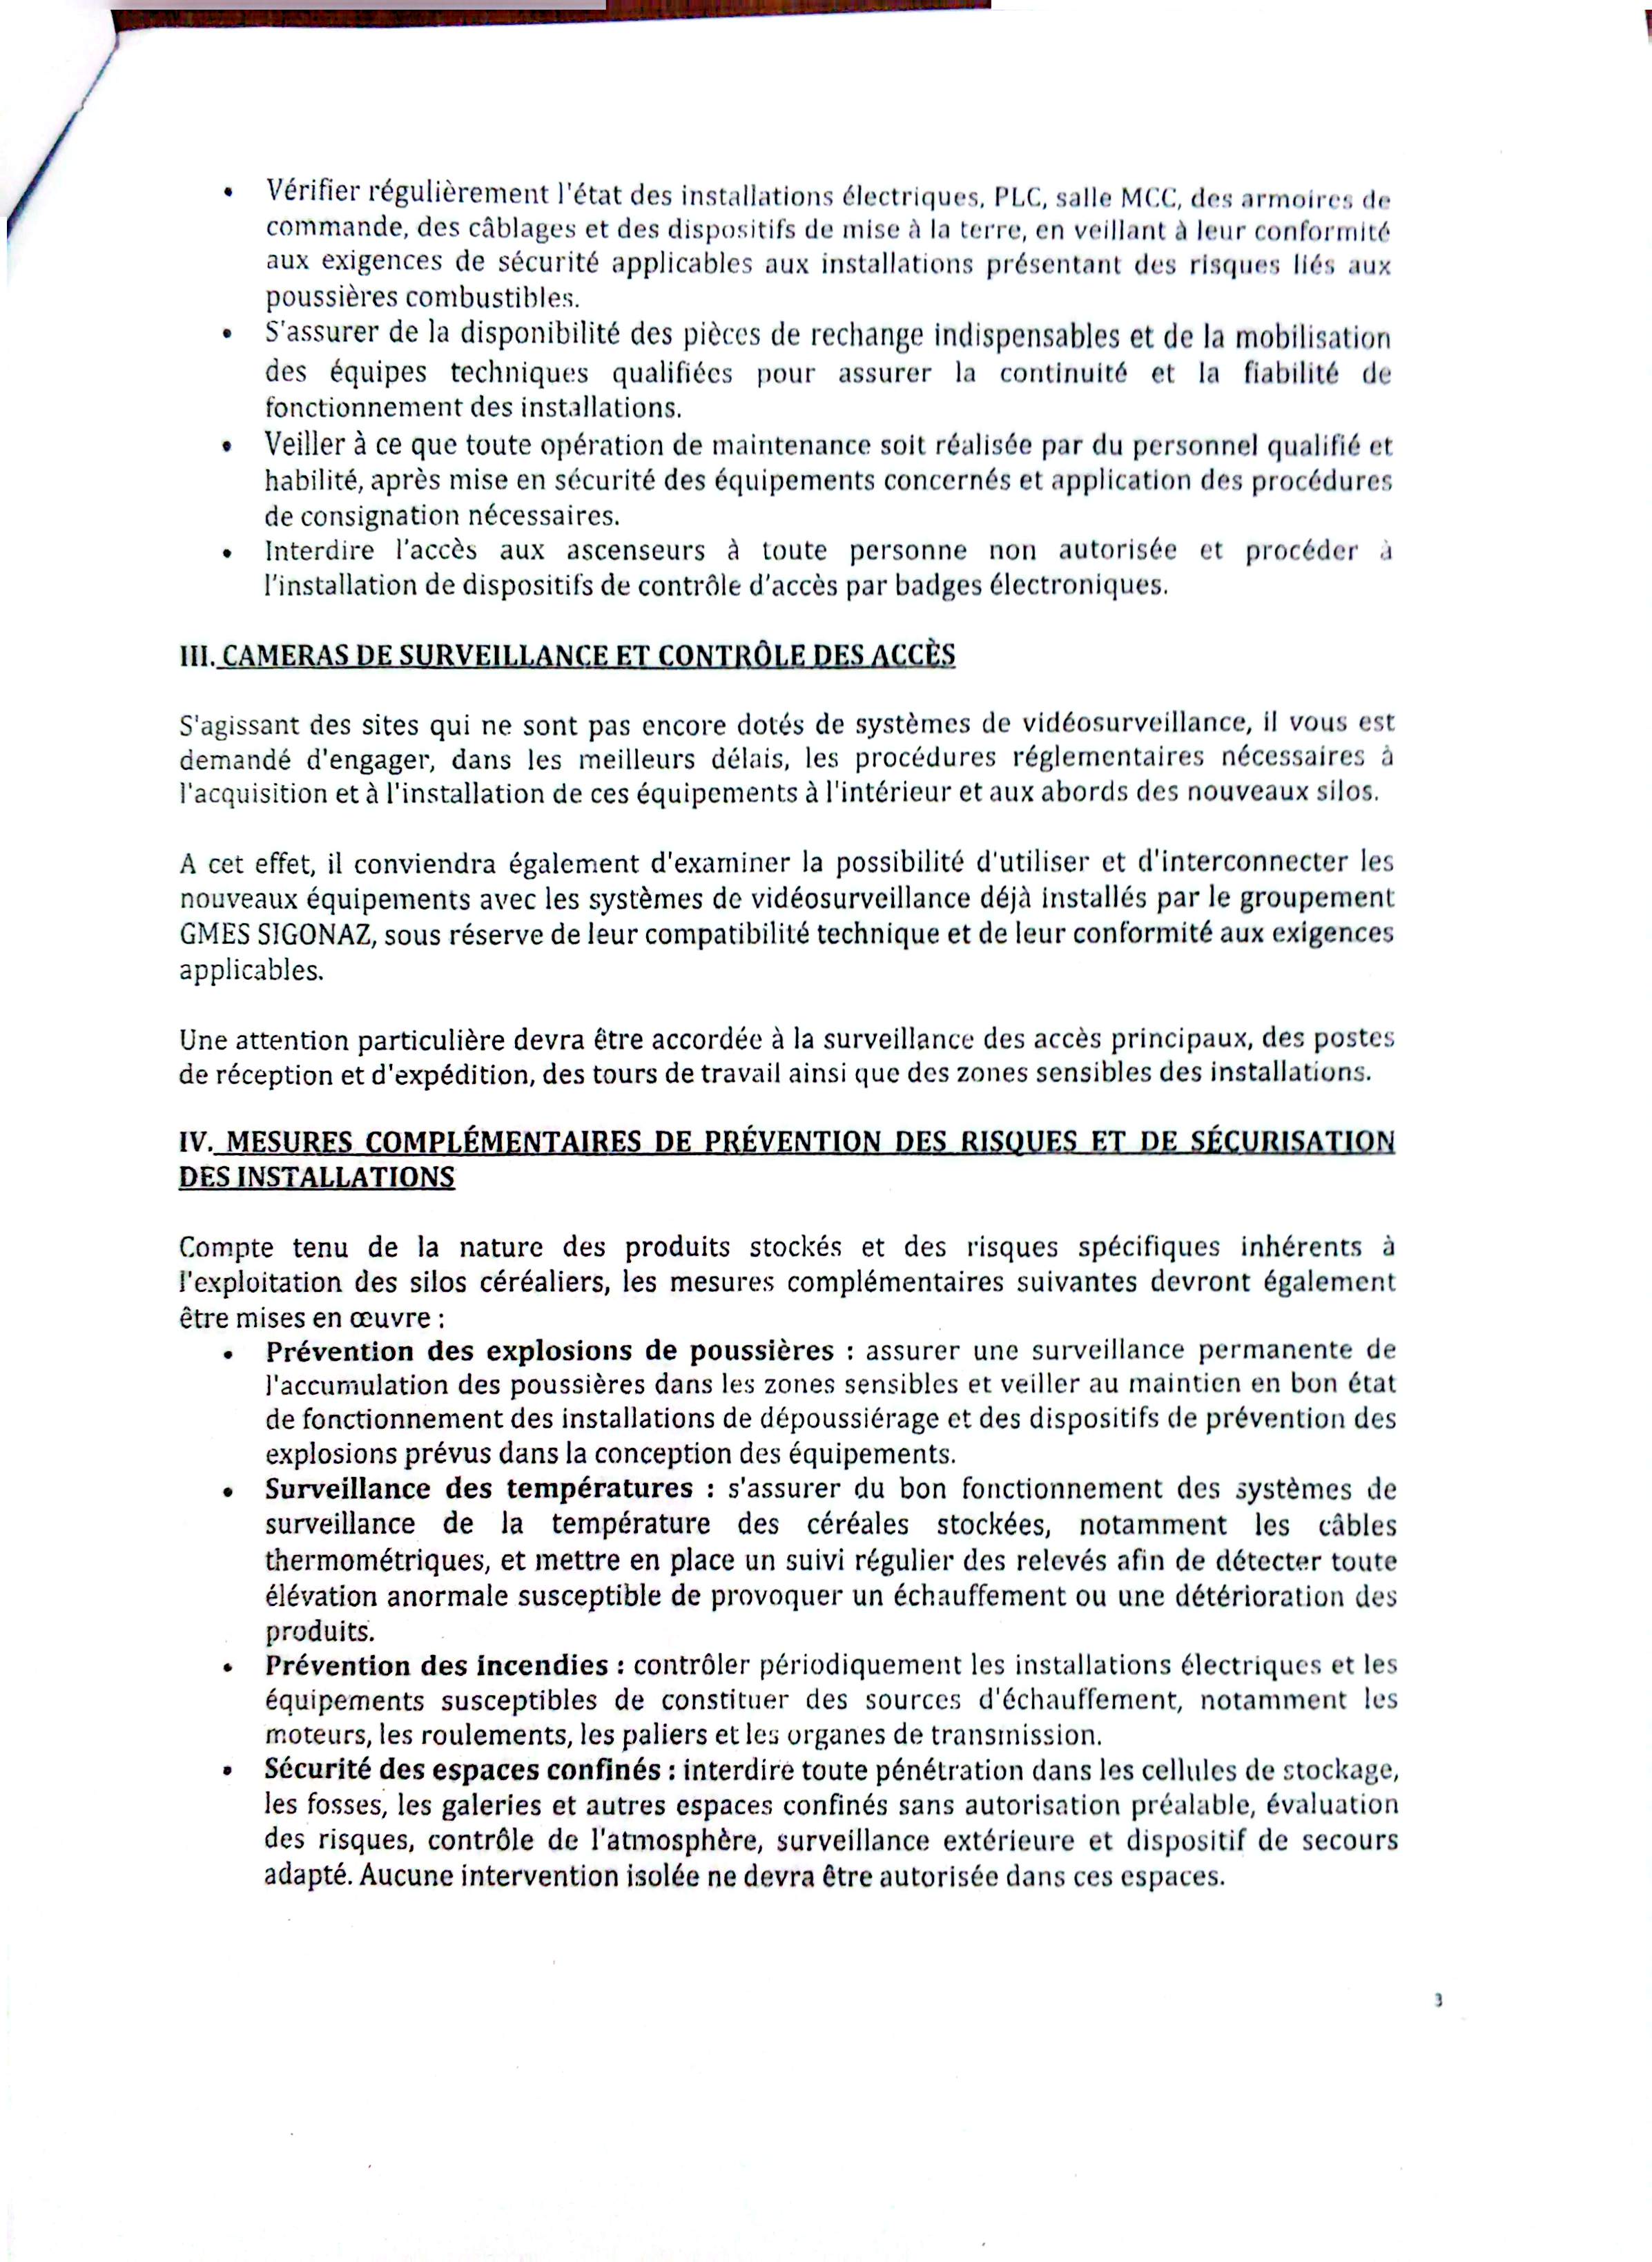 • Vérifier régulièrement l'état des installations électriques, PLC, salle MCC, des armoires de
commande, des câblages et des dispositifs de mise à la terre, en veillant à leur conformité
aux exigences de sécurité applicables aux installations présentant des risques liés aux
poussières combustibles.
• S'assurer de la disponibilité des pièces de rechange indispensables et de la mobilisation
des équipes techniques qualifiées pour assurer la continuité et la fiabilité de
fonctionnement des installations.
• Veiller à ce que toute opération de maintenance soit réalisée par du personnel qualifié et
habilité, après mise en sécurité des équipements concernés et application des procédures
de consignation nécessaires.
• Interdire l'accès aux ascenseurs à toute personne non autorisée et procéder à
l'installation de dispositifs de contrôle d'accès par badges électroniques.
III. CAMERAS DE SURVEILLANCE ET CONTRÔLE DES ACCÈS
S'agissant des sites qui ne sont pas encore dotés de systèmes de vidéosurveillance, il vous est
demandé d'engager, dans les meilleurs délais, les procédures réglementaires nécessaires à
l'acquisition et à l'installation de ces équipements à l'intérieur et aux abords des nouveaux silos.
A cet effet, il conviendra également d'examiner la possibilité d'utiliser et d'interconnecter les
nouveaux équipements avec les systèmes de vidéosurveillance déjà installés par le groupement
GMES SIGONAZ, sous réserve de leur compatibilité technique et de leur conformité aux exigences
applicables.
Une attention particulière devra être accordée à la surveillance des accès principaux, des postes
de réception et d'expédition, des tours de travail ainsi que des zones sensibles des installations.
IV. MESURES COMPLÉMENTAIRES DE PRÉVENTION DES RISQUES ET DE SÉCURISATION
DES INSTALLATIONS
Compte tenu de la nature des produits stockés et des risques spécifiques inhérents à
l'exploitation des silos céréaliers, les mesures complémentaires suivantes devront également
être mises en œuvre :
• Prévention des explosions de poussières : assurer une surveillance permanente de
l'accumulation des poussières dans les zones sensibles et veiller au maintien en bon état
de fonctionnement des installations de dépoussiérage et des dispositifs de prévention des
explosions prévus dans la conception des équipements.
• Surveillance des températures : s'assurer du bon fonctionnement des systèmes de
surveillance de la température des céréales stockées, notamment les câbles
thermométriques, et mettre en place un suivi régulier des relevés afin de détecter toute
élévation anormale susceptible de provoquer un échauffement ou une détérioration des
produits.
• Prévention des incendies : contrôler périodiquement les installations électriques et les
équipements susceptibles de constituer des sources d'échauffement, notamment les
moteurs, les roulements, les paliers et les organes de transmission.
• Sécurité des espaces confinés : interdire toute pénétration dans les cellules de stockage,
les fosses, les galeries et autres espaces confinés sans autorisation préalable, évaluation
des risques, contrôle de l'atmosphère, surveillance extérieure et dispositif de secours
adapté. Aucune intervention isolée ne devra être autorisée dans ces espaces.
3